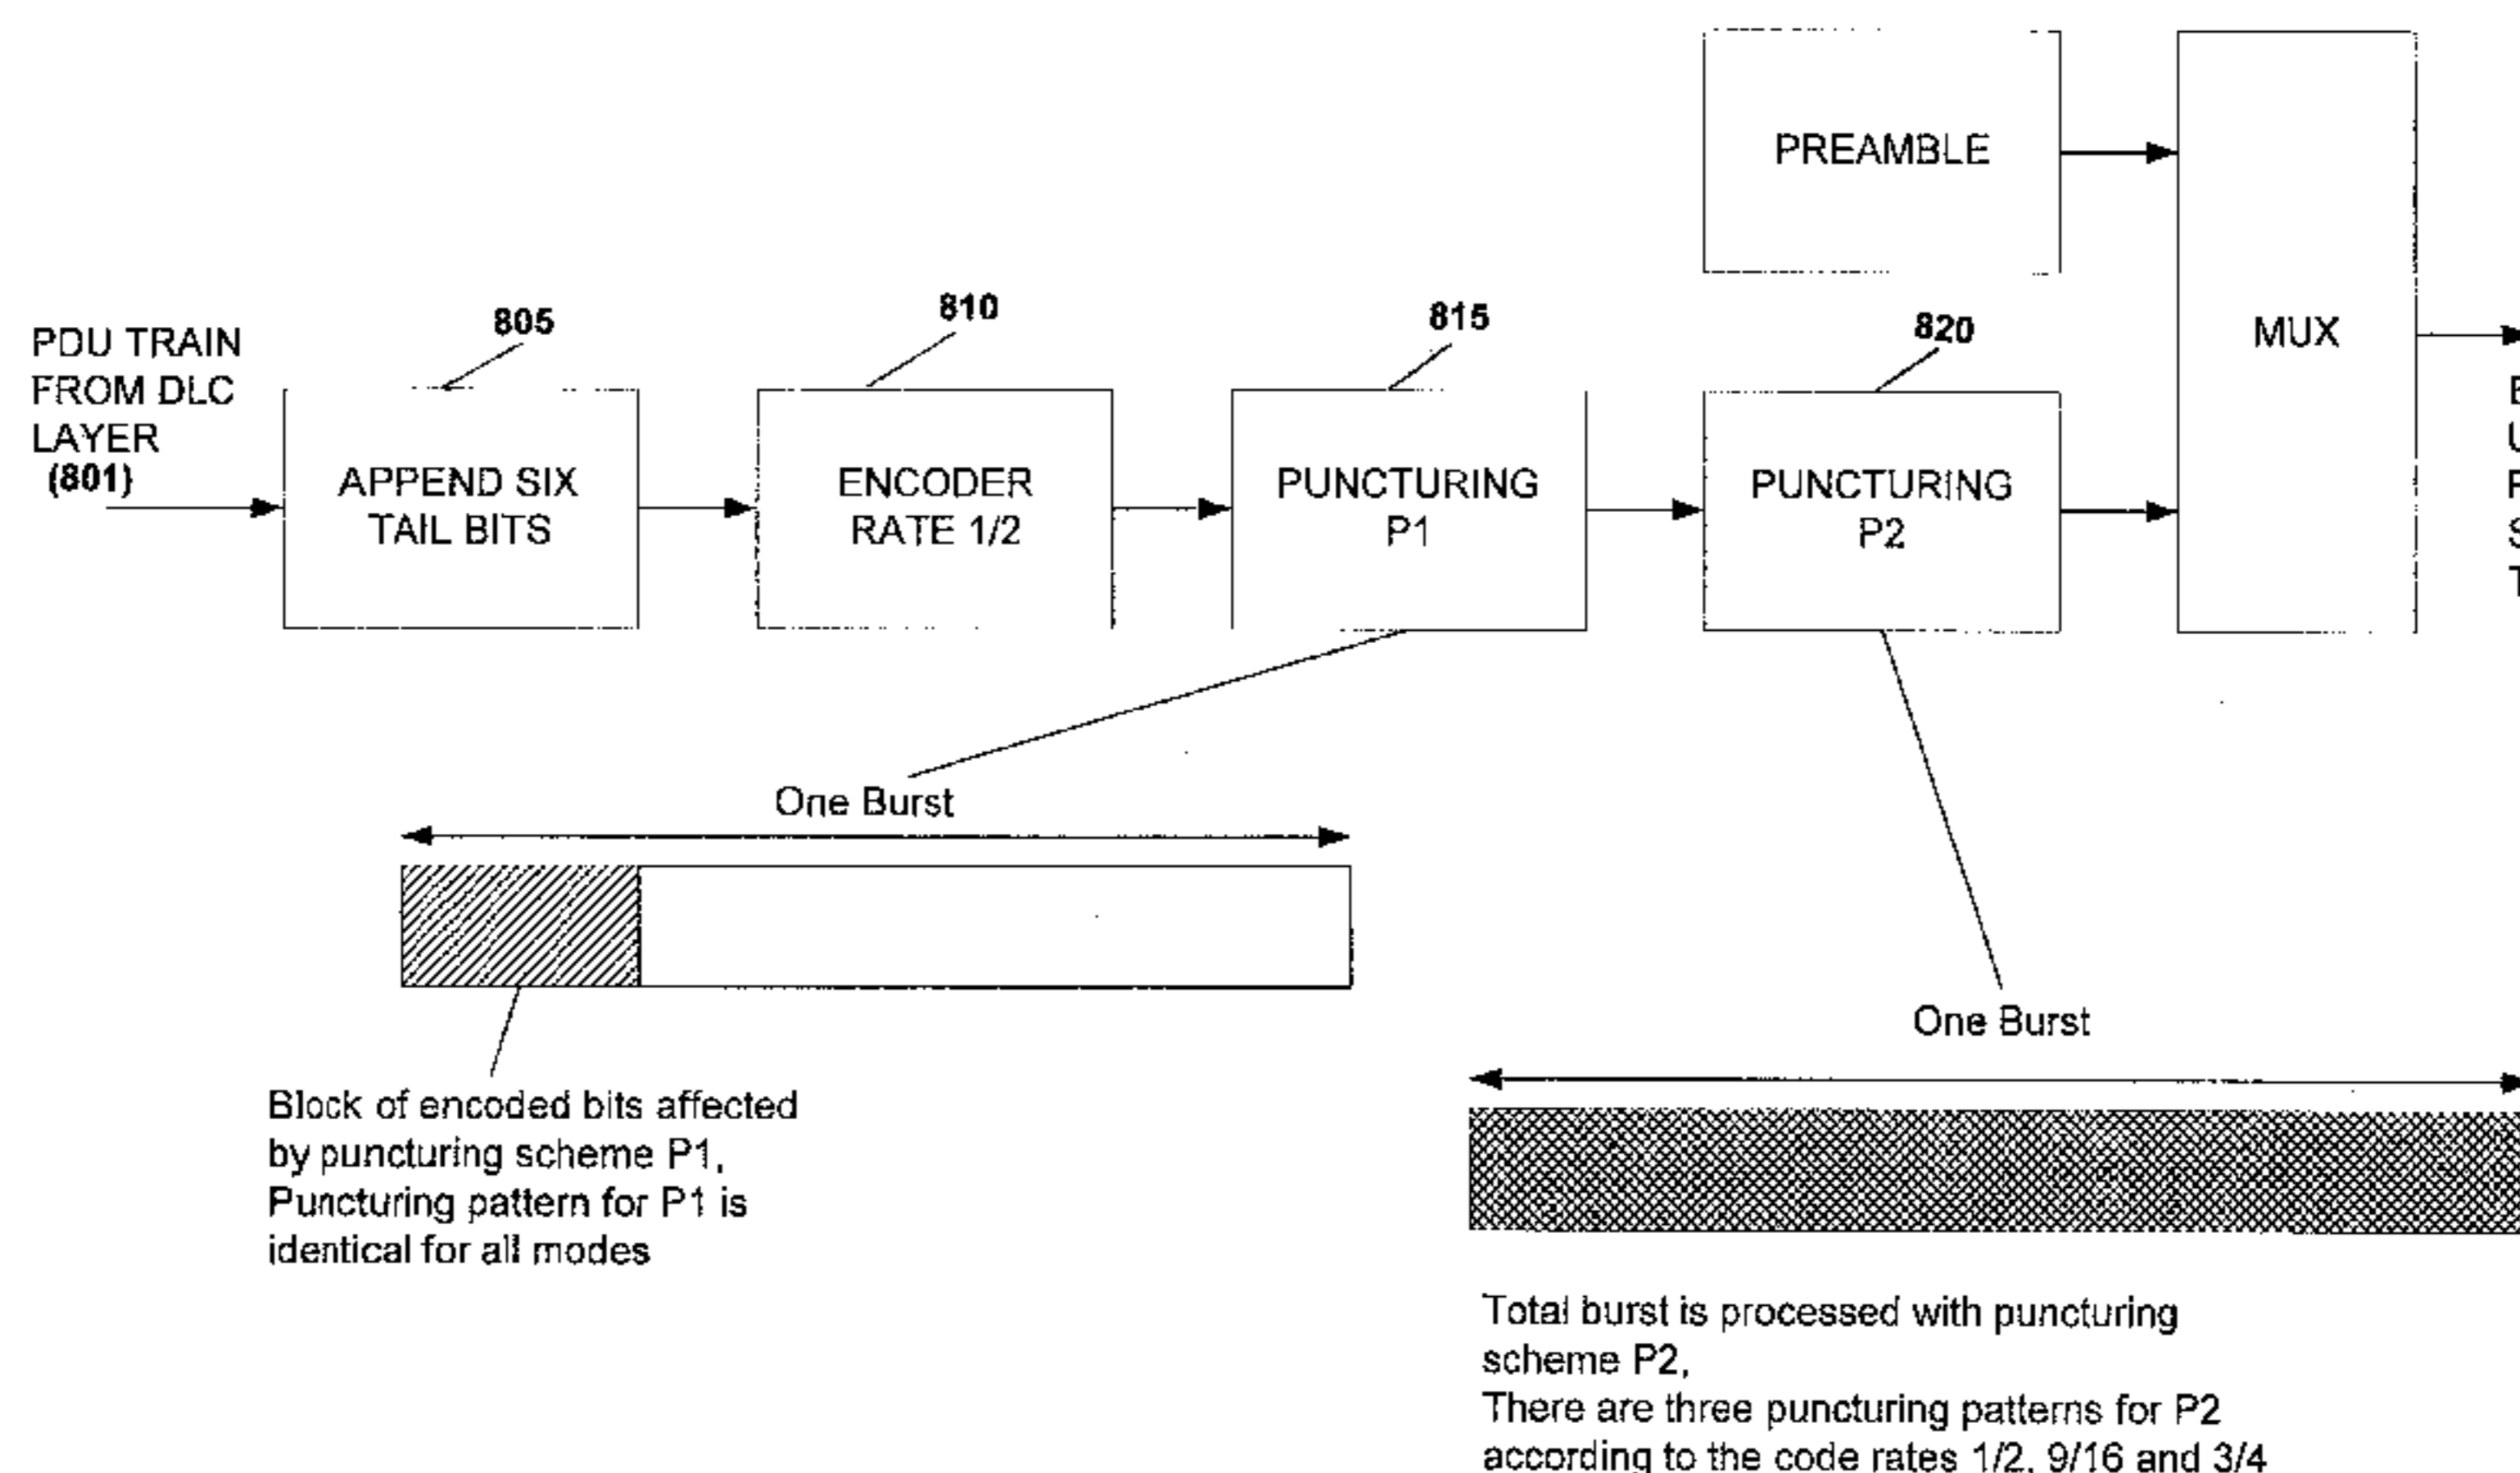 PREAMBLE
MUX
805
810
815
820
PDU TRAIN
FROM DLC
LAYER
(801)
APPEND SIX
TAIL BITS
ENCODER
RATE 1/2
PUNCTURING
P1
PUNCTURING
P2
One Burst
Block of encoded bits affected
by puncturing scheme P1,
Puncturing pattern for P1 is
identical for all modes
One Burst
Total burst is processed with puncturing
scheme P2,
There are three puncturing patterns for P2
according to the code rates 1/2, 9/16 and 3/4